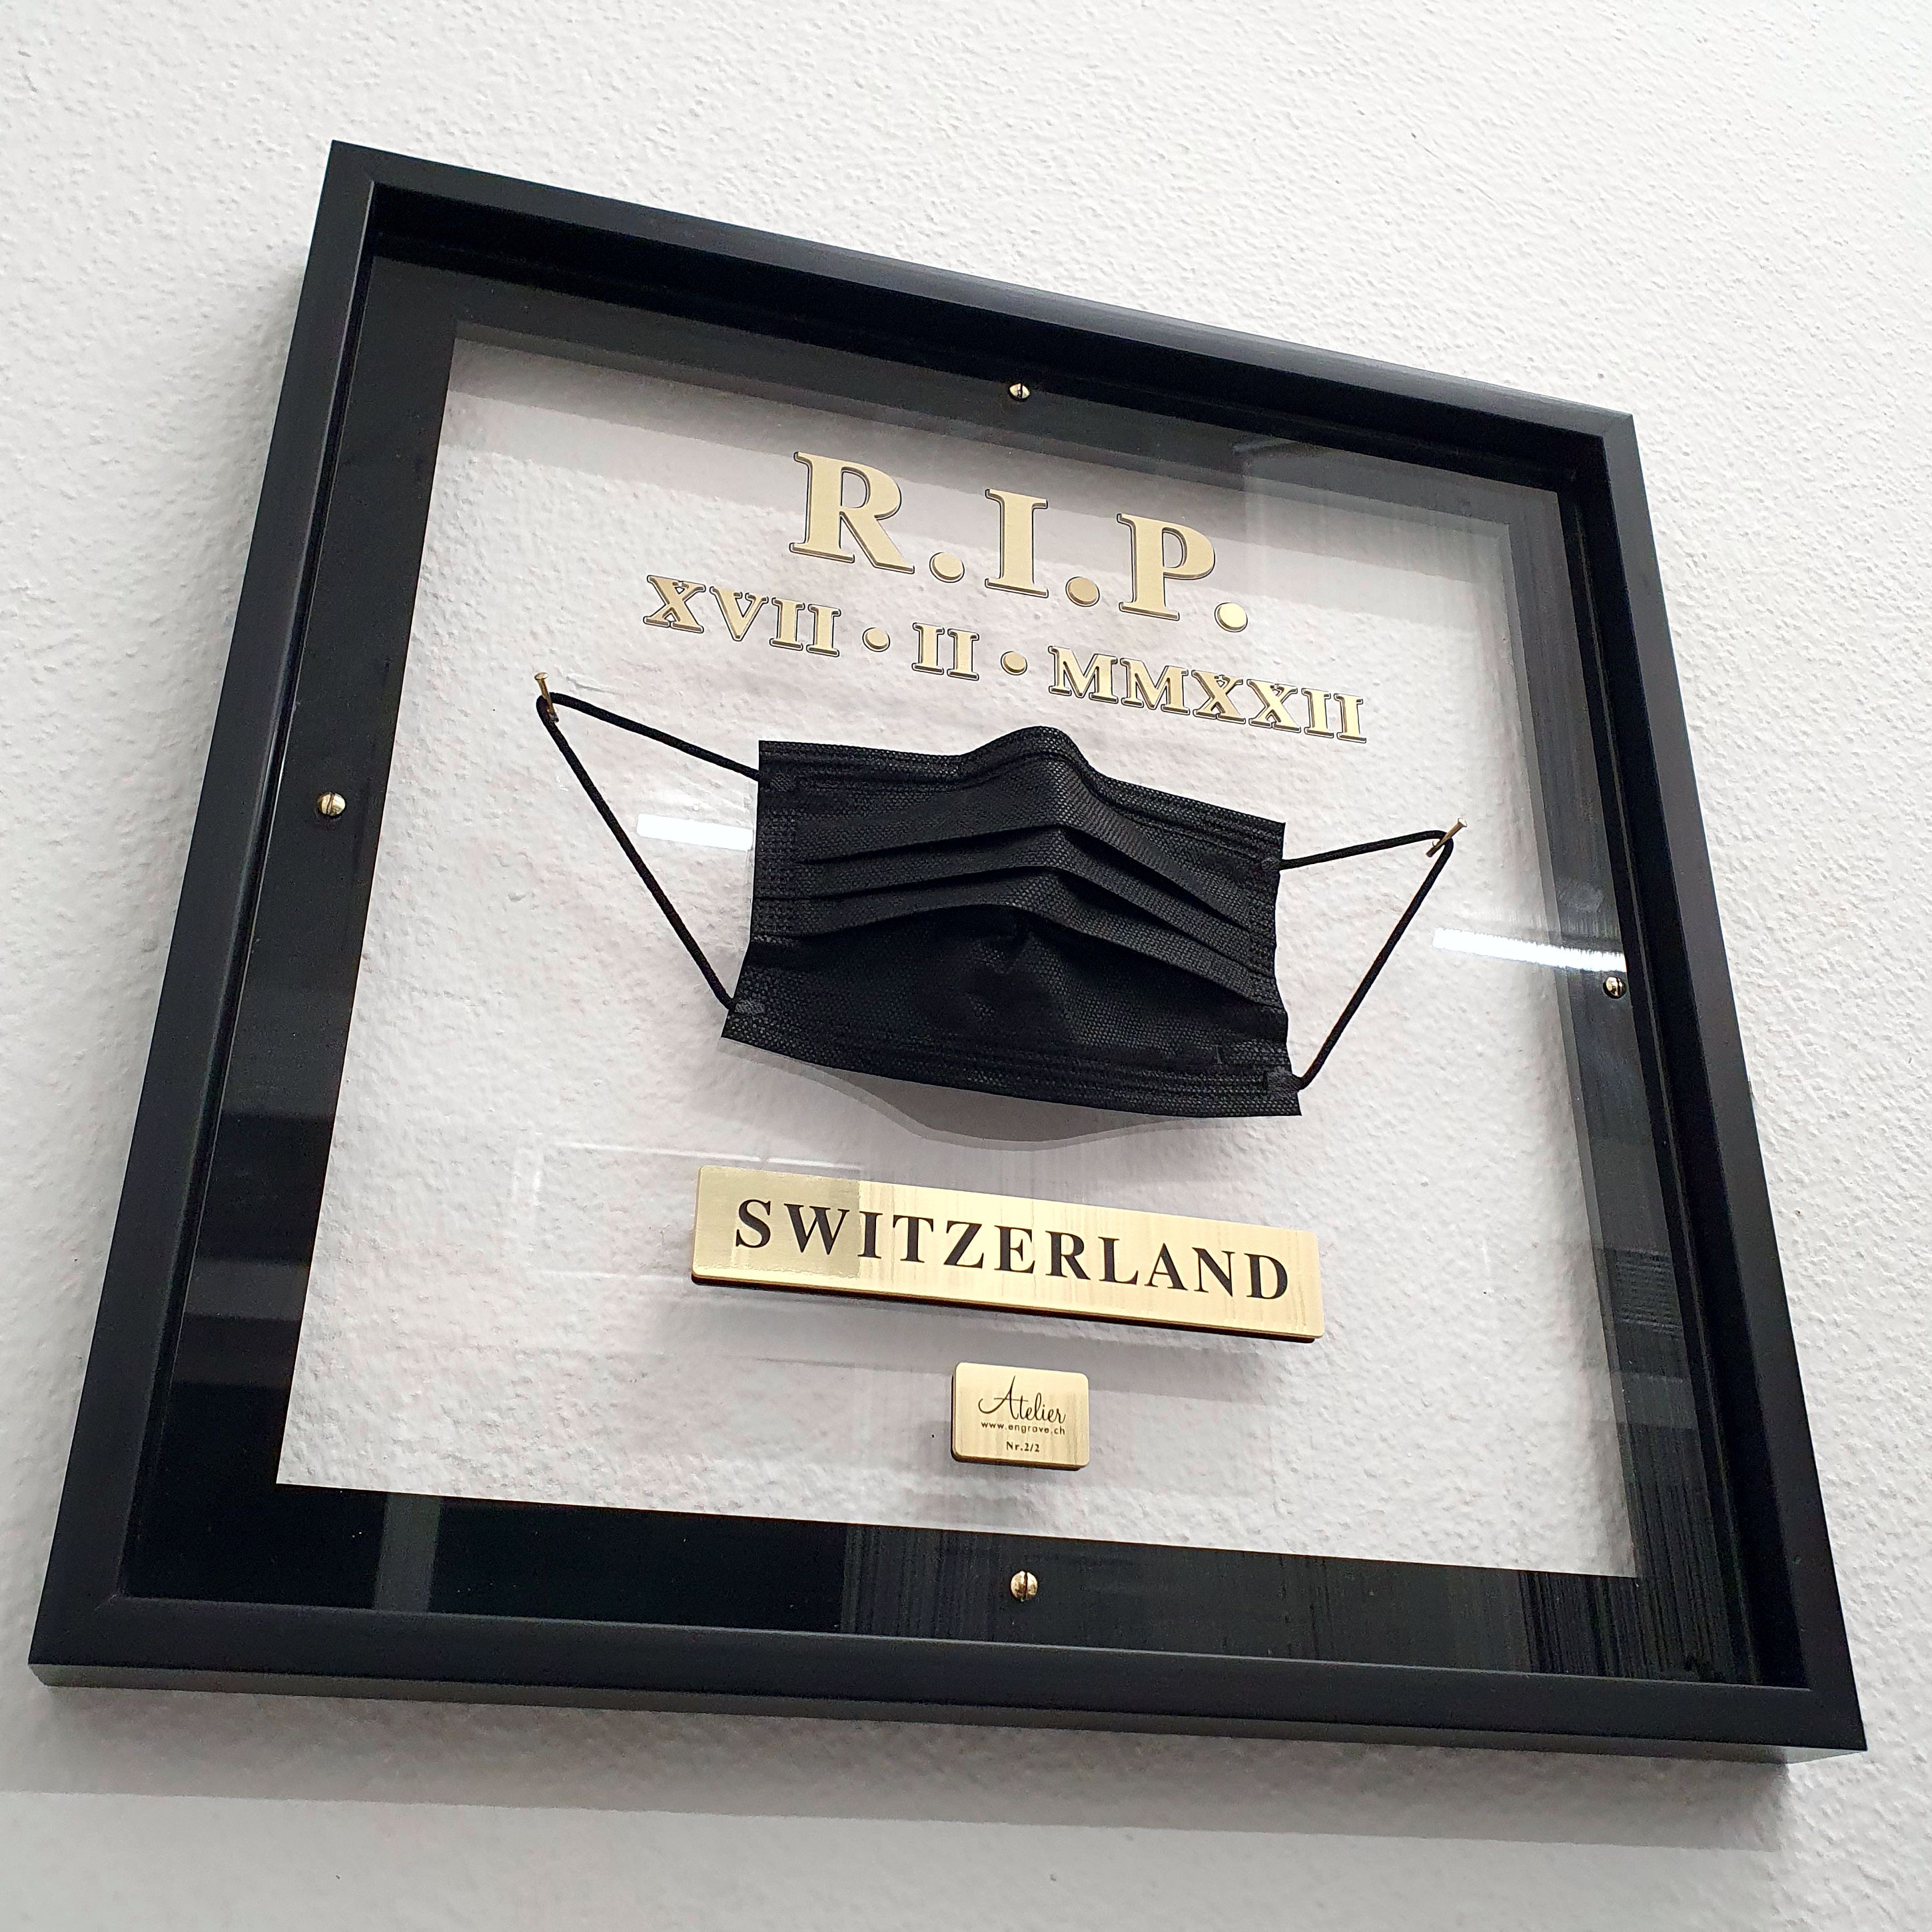 R.I.P.
XVII • II • MMXXII
SWITZERLAND
Atelier
www.engrave.ch
Nr.2/2